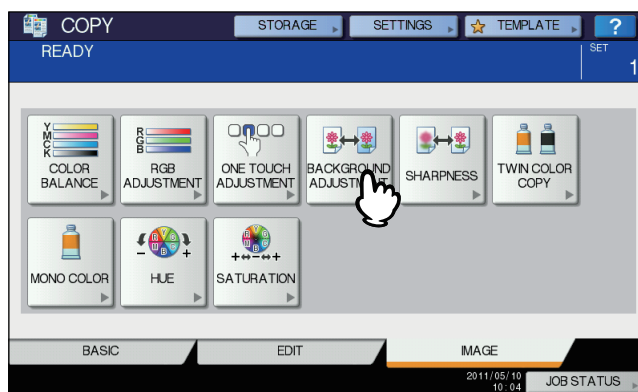 COPY
STORAGE
SETTINGS
TEMPLATE
?
READY
SET
1
Y
M
C
K
COLOR
BALANCE
R
G
B
RGB
ADJUSTMENT
ONE TOUCH
ADJUSTMENT
BACKGROUND
SHARPNESS
TWIN COLOR
COPY
MONO COLOR
- +
HUE
+⇔-⇔+
SATURATION
BASIC
EDIT
IMAGE
2011/05/10
10:04
JOB STATUS